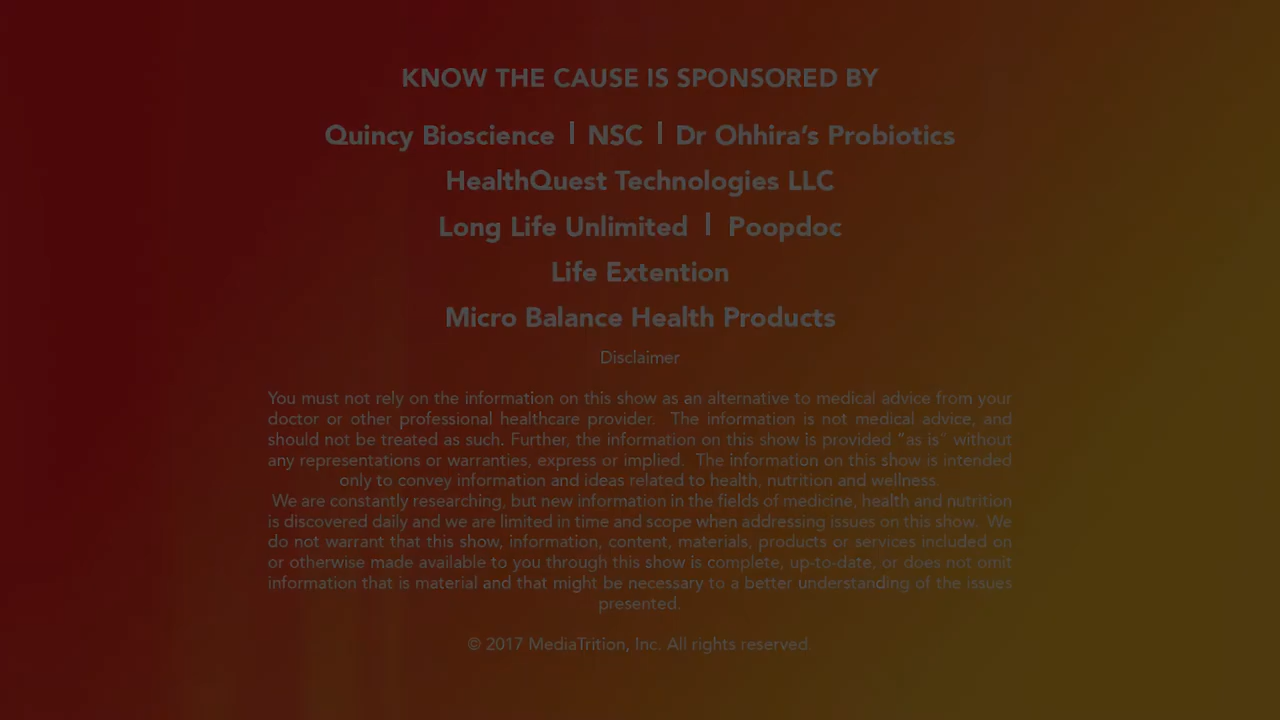 KNOW THE CAUSE IS SPONSORED BY
Quincy Bioscience | NSC | Dr Ohhira's Probiotics
HealthQuest Technologies LLC
Long Life Unlimited | Poopdoc
Life Extention
Micro Balance Health Products
Disclaimer
You must not rely on the information on this show as an alternative to medical advice from your
doctor or other professional healthcare provider. The information is not medical advice, and
should not be treated as such. Further, the information on this show is provided “as is” without
any representations or warranties, express or implied. The information on this show is intended
only to convey information and ideas related to health, nutrition and wellness.
We are constantly researching, but new information in the fields of medicine, health and nutrition
is discovered daily and we are limited in time and scope when addressing issues on this show. We
do not warrant that this show, information, content, materials, products or services included on
or otherwise made available to you through this show is complete, up-to-date, or does not omit
information that is material and that might be necessary to a better understanding of the issues
presented.
© 2017 MediaTrition, Inc. All rights reserved.